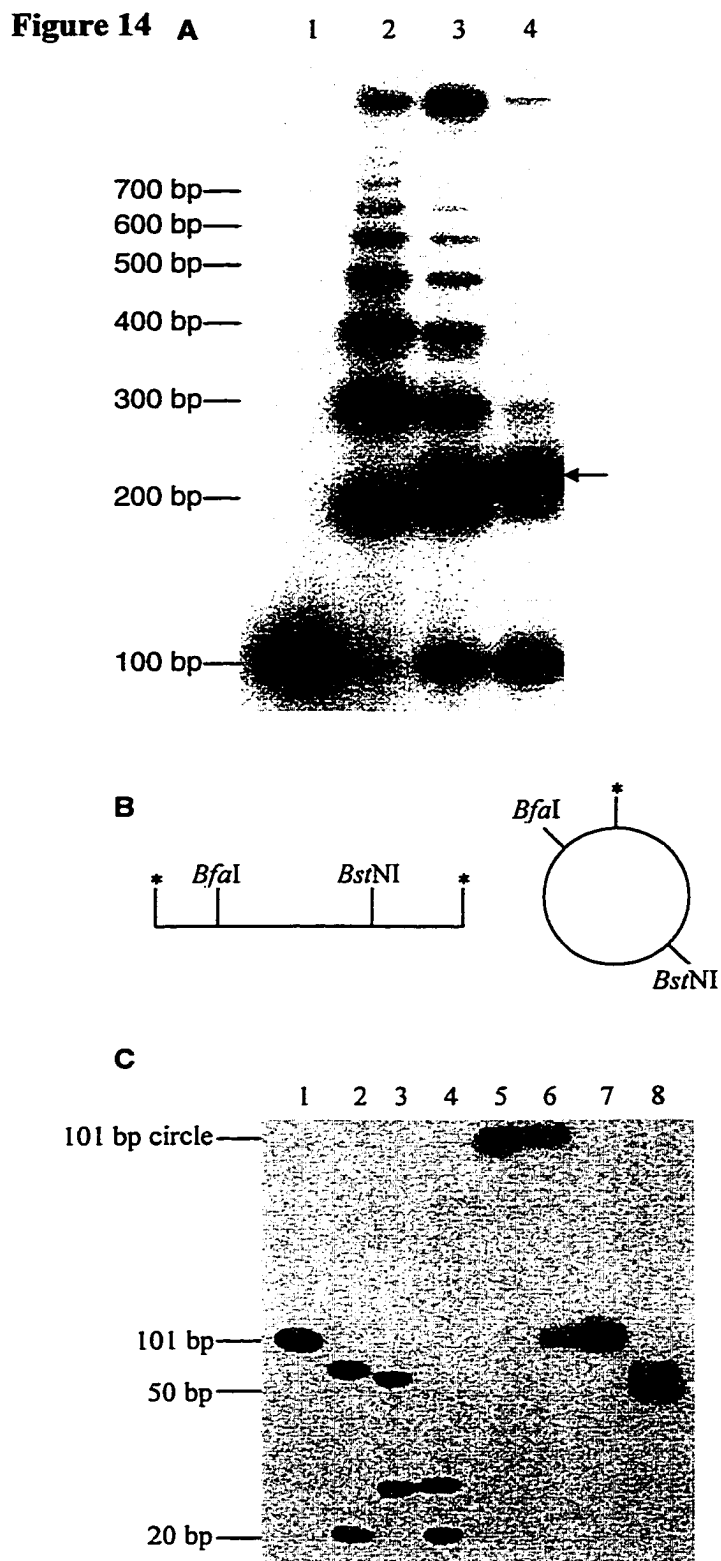 Figure 14 A 1 2 3 4
700 bp
600 bp
500 bp
400 bp
300 bp
200 bp
100 bp
B
* BfaI BstNI *
*
BfaI
BstNI
C
1 2 3 4 5 6 7 8
101 bp circle
101 bp
50 bp
20 bp